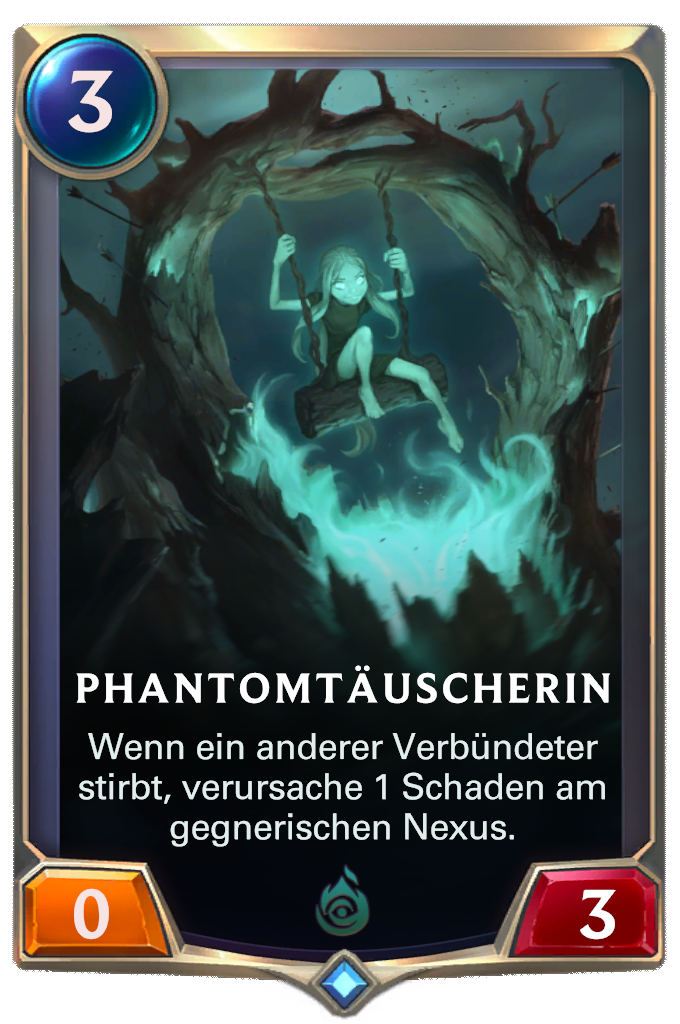 3
PHANTOMTÄUSCHERIN
Wenn ein anderer Verbündeter
stirbt, verursache 1 Schaden am
gegnerischen Nexus.
0
3